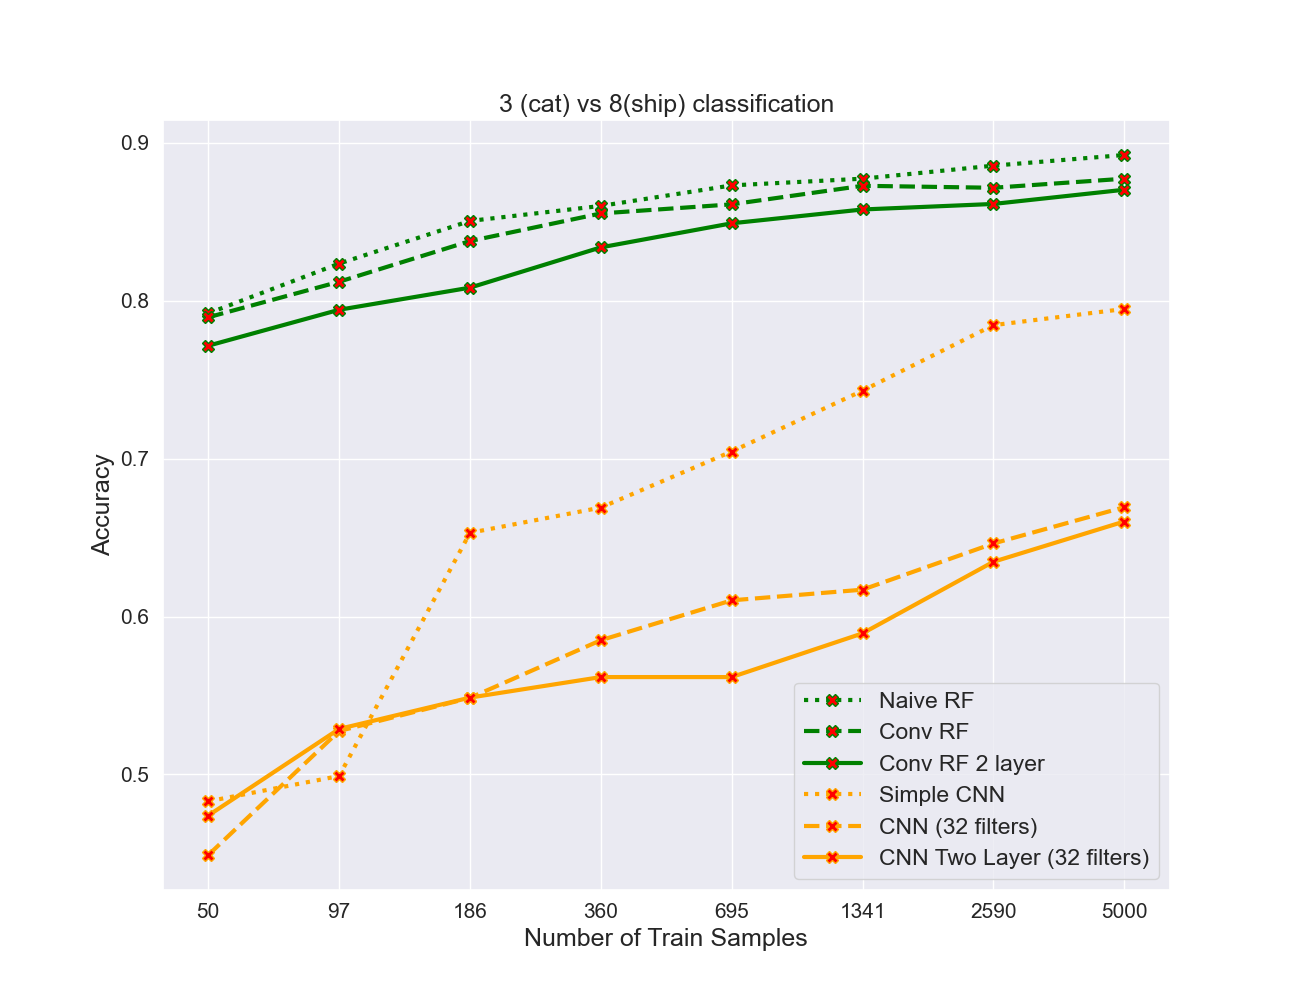 3 (cat) vs 8(ship) classification
0.9
0.8
0.7
0.6
0.5
Accuracy
Naive RF
Conv RF
Conv RF 2 layer
Simple CNN
CNN (32 filters)
CNN Two Layer (32 filters)
50 97 186 360 695 1341 2590 5000
Number of Train Samples